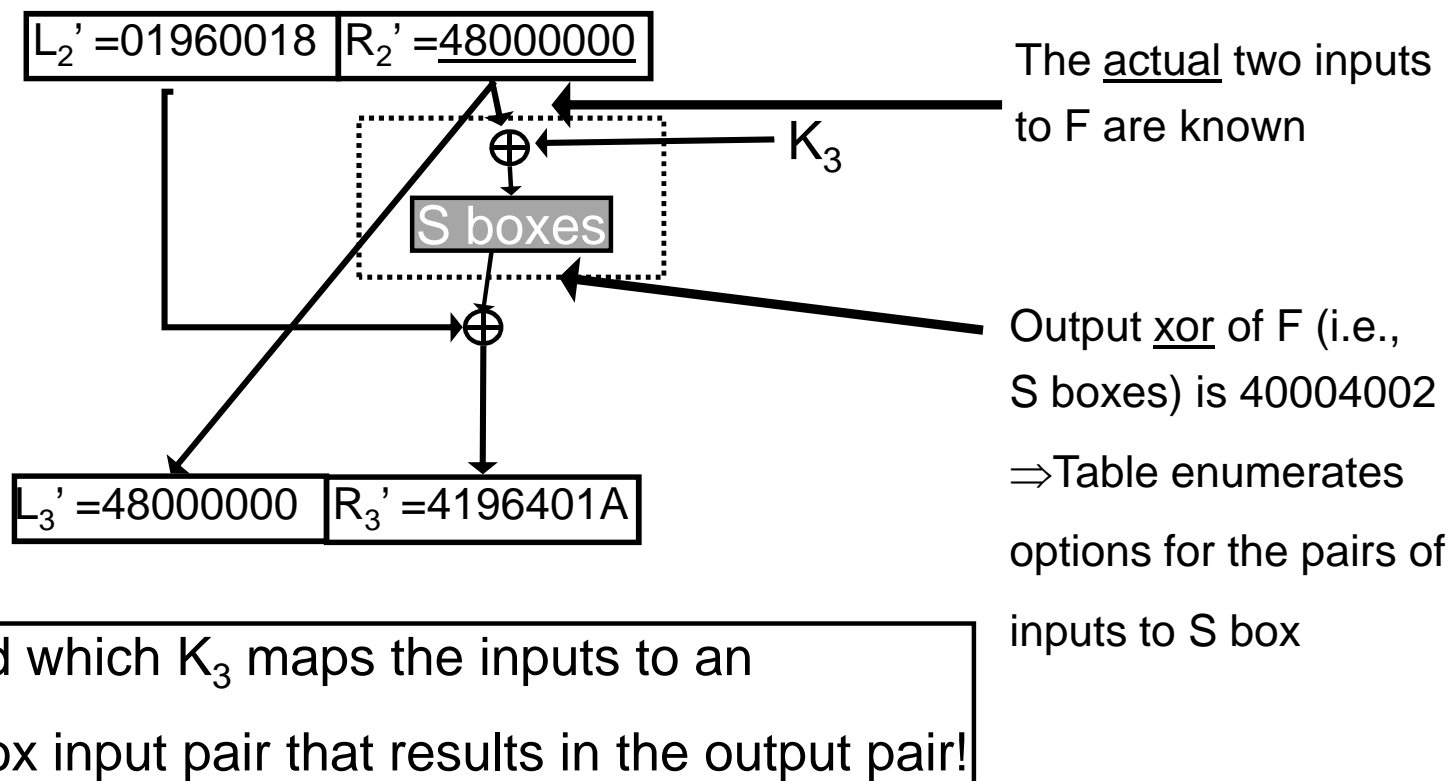 L₂’ =01960018 R₂’ =48000000
The actual two inputs
to F are known
K₃
S boxes
Output xor of F (i.e.,
S boxes) is 40004002
⇒Table enumerates
options for the pairs of
inputs to S box
L₃’ =48000000 R₃’ =4196401A
which K₃ maps the inputs to an
input pair that results in the output pair!